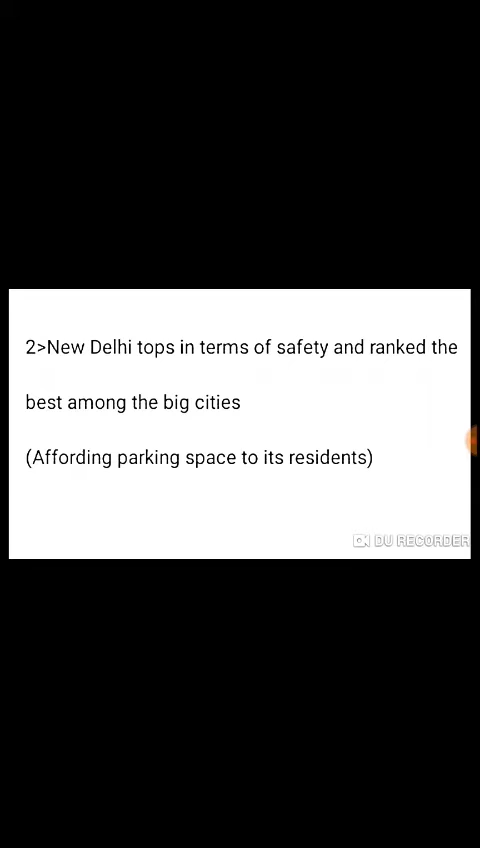 2>New Delhi tops in terms of safety and ranked the
best among the big cities
(Affording parking space to its residents)
DU RECORDER